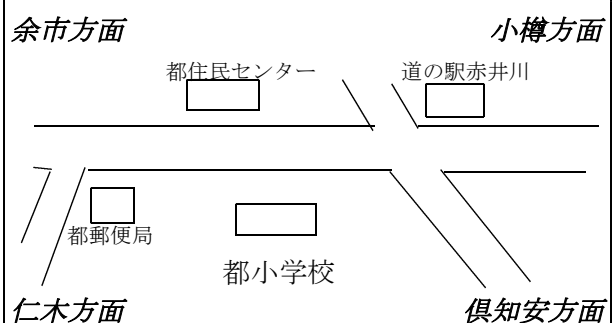 余市方面
小樽方面
都住民センター
道の駅赤井川
都郵便局
都小学校
仁木方面
倶知安方面